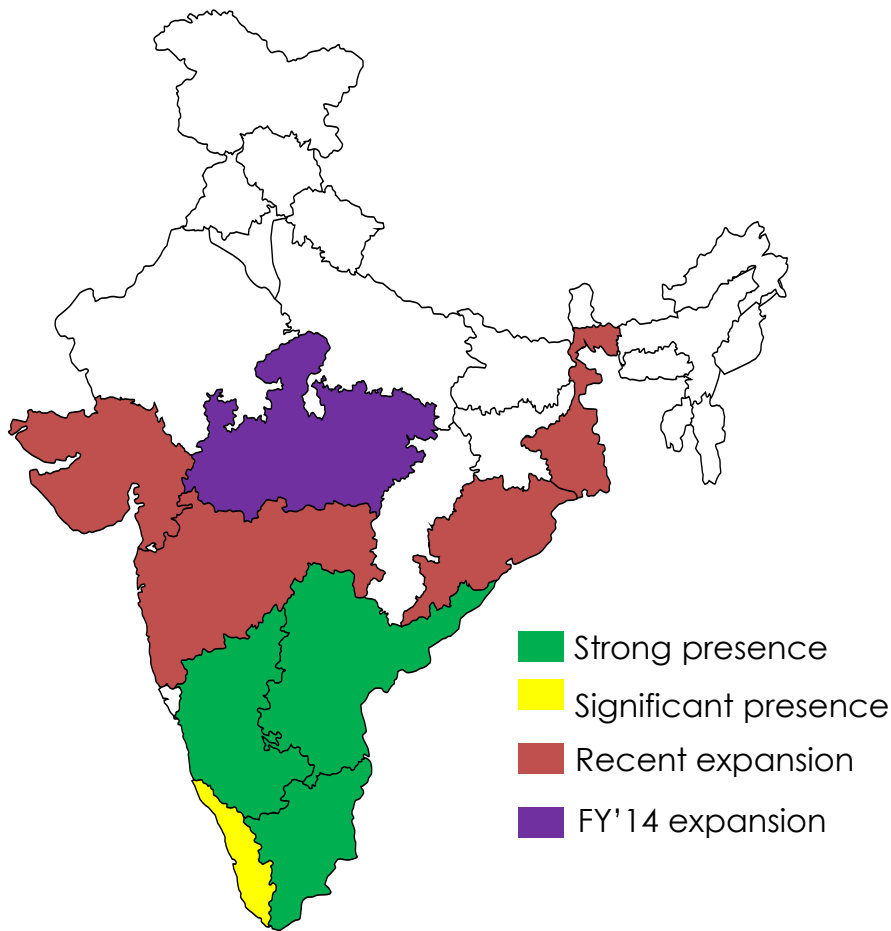 Strong presence
Significant presence
Recent expansion
FY’14 expansion